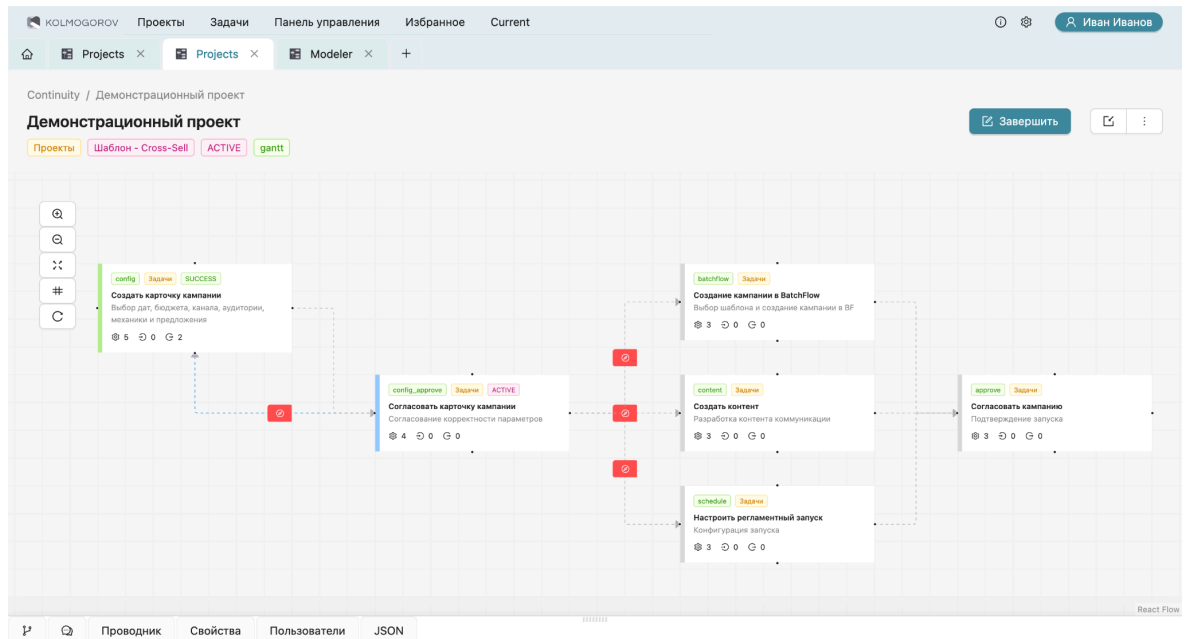 KOLMOGOROV Проекты Задачи Панель управления Избранное Current Иван Иванов
Projects Projects Modeler
Continuity / Демонстрационный проект
Демонстрационный проект
Завершить
Проекты Шаблон - Cross-Sell ACTIVE gantt
config Задачи SUCCESS
Создать карточку кампании
Выбор дат, бюджета, канала, аудитории,
механики и предложения
5 0 2
config_approve Задачи ACTIVE
Согласовать карточку кампании
Согласование корректности параметров
4 0 0
batchflow Задачи
Создание кампании в BatchFlow
Выбор шаблона и создание кампании в BF
3 0 0
content Задачи
Создать контент
Разработка контента коммуникации
3 0 0
schedule Задачи
Настроить регламентный запуск
Конфигурация запуска
3 0 0
approve Задачи
Согласовать кампанию
Подтверждение запуска
3 0 0
React Flow
Проводник Свойства Пользователи JSON